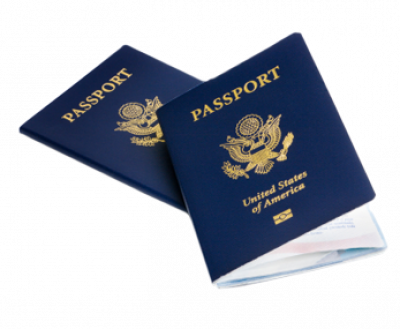 PASSPORT
PASSPORT
United States
of America